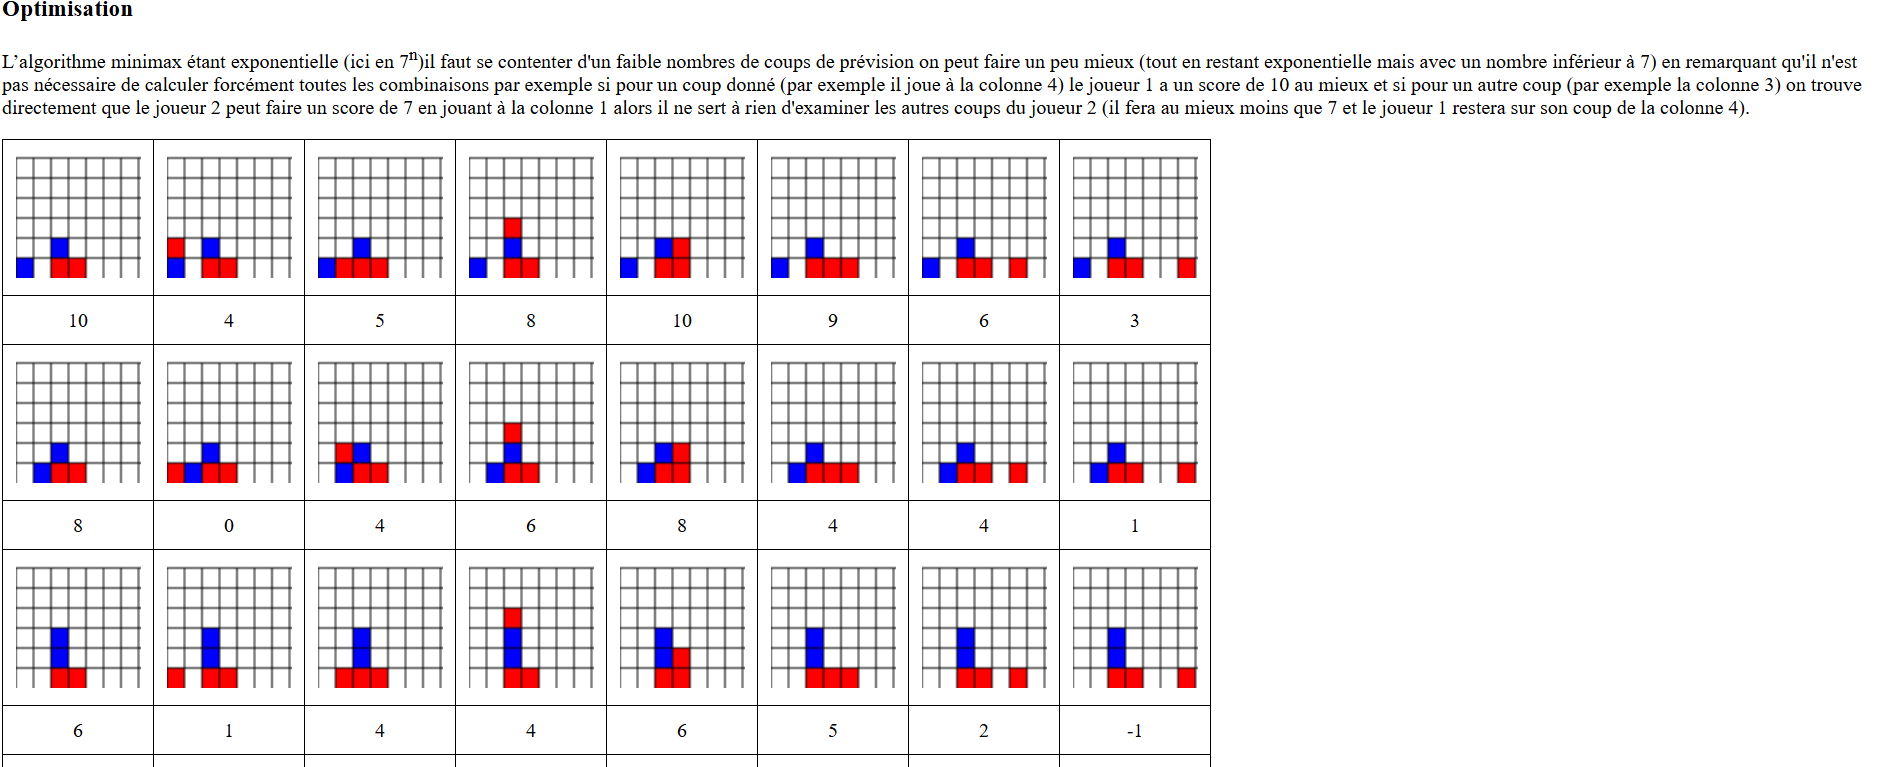 Optimisation
L’algorithme minimax étant exponentielle (ici en 7ⁿ)il faut se contenter d'un faible nombres de coups de prévision on peut faire un peu mieux (tout en restant exponentielle mais avec un nombre inférieur à 7) en remarquant qu'il n'est
pas nécessaire de calculer forcément toutes les combinaisons par exemple si pour un coup donné (par exemple il joue à la colonne 4) le joueur 1 a un score de 10 au mieux et si pour un autre coup (par exemple la colonne 3) on trouve
directement que le joueur 2 peut faire un score de 7 en jouant à la colonne 1 alors il ne sert à rien d'examiner les autres coups du joueur 2 (il fera au mieux moins que 7 et le joueur 1 restera sur son coup de la colonne 4).
10 4 5 8 10 9 6 3
8 0 4 6 8 4 4 1
6 1 4 4 6 5 2 -1